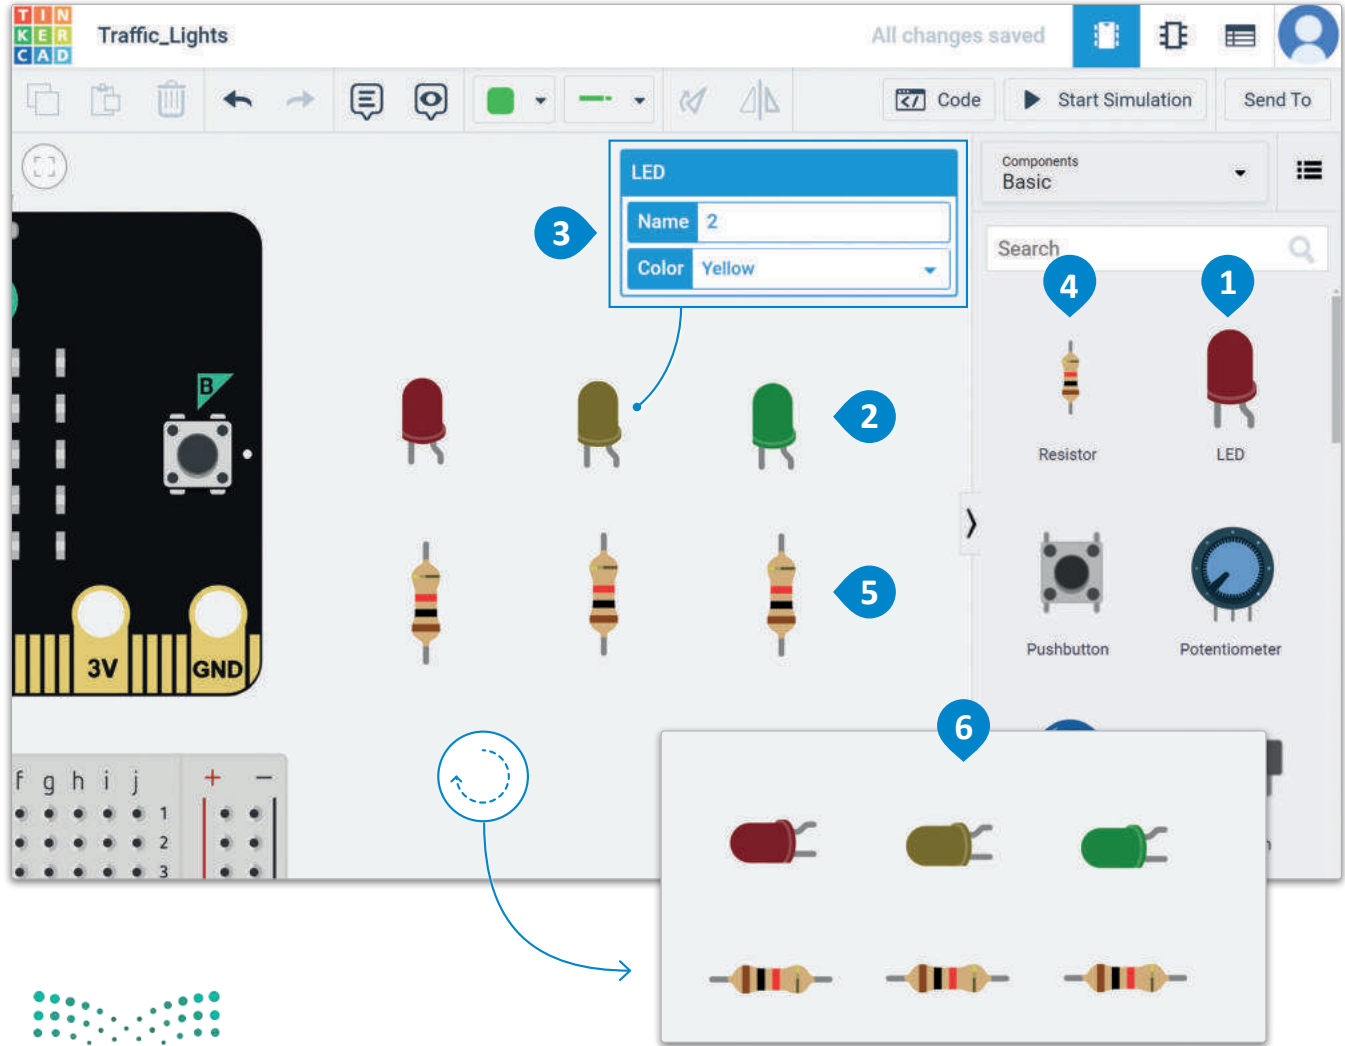 TIN
KER
CAD
Traffic_Lights
All changes saved
Code
Start Simulation
Send To
LED
Name 2
Color Yellow
3
Components
Basic
Search
4
1
Resistor
LED
2
B
5
Pushbutton
Potentiometer
3V
GND
6
f g h i j + −
1
2
3